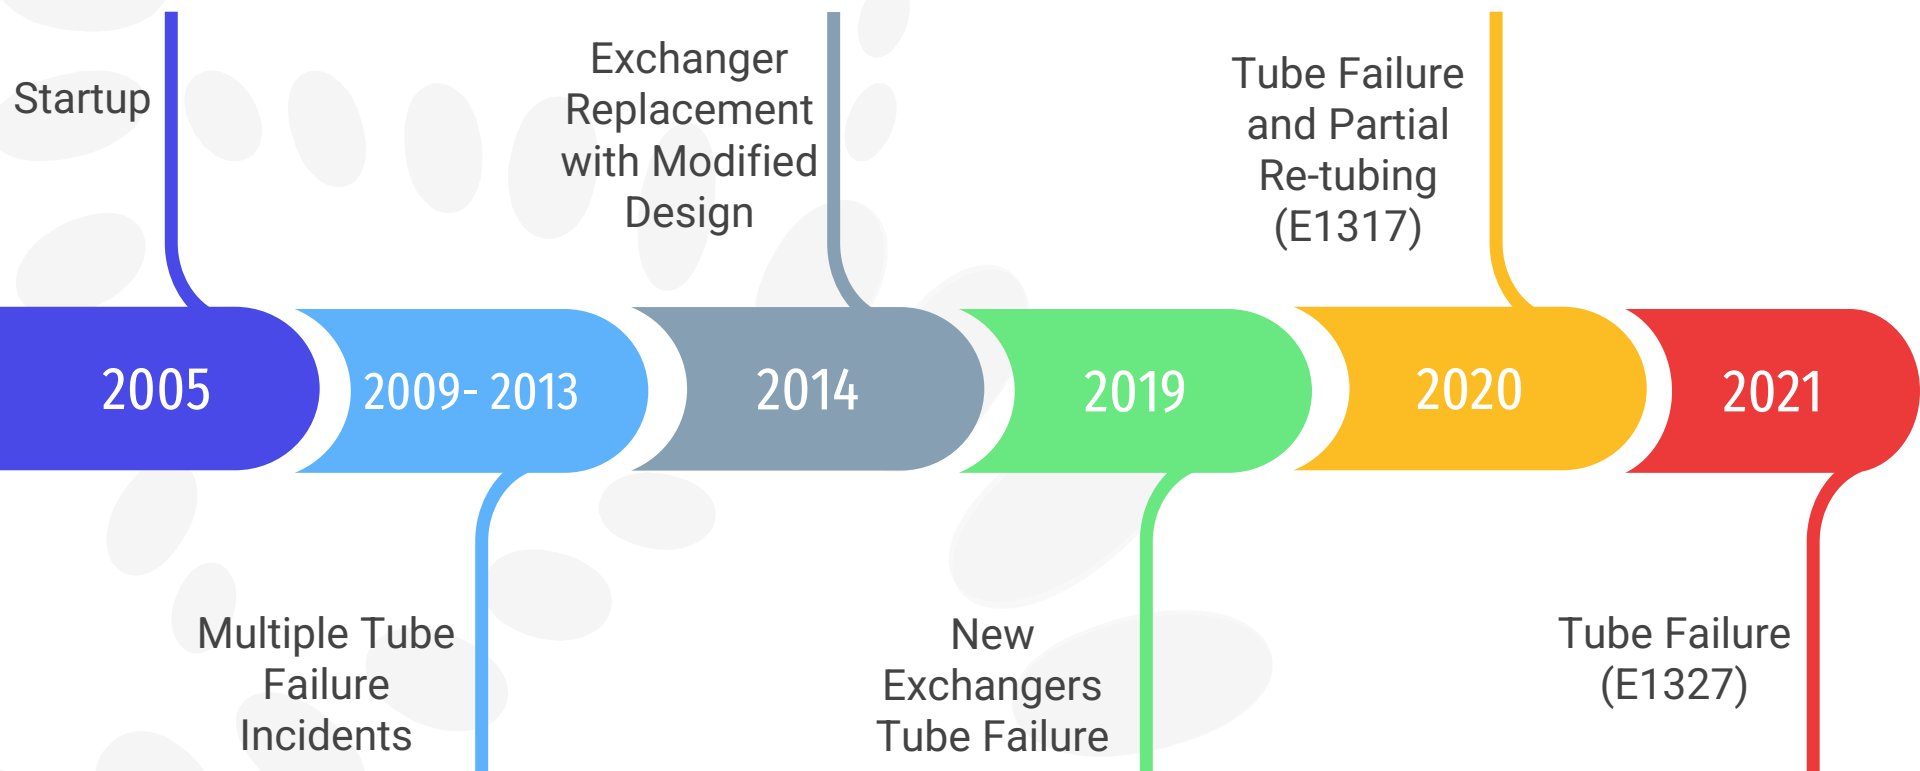 Startup
Exchanger
Replacement
with Modified
Design
Tube Failure
and Partial
Re-tubing
(E1317)
2005
2009- 2013
2014
2019
2020
2021
Multiple Tube
Failure
Incidents
New
Exchangers
Tube Failure
Tube Failure
(E1327)